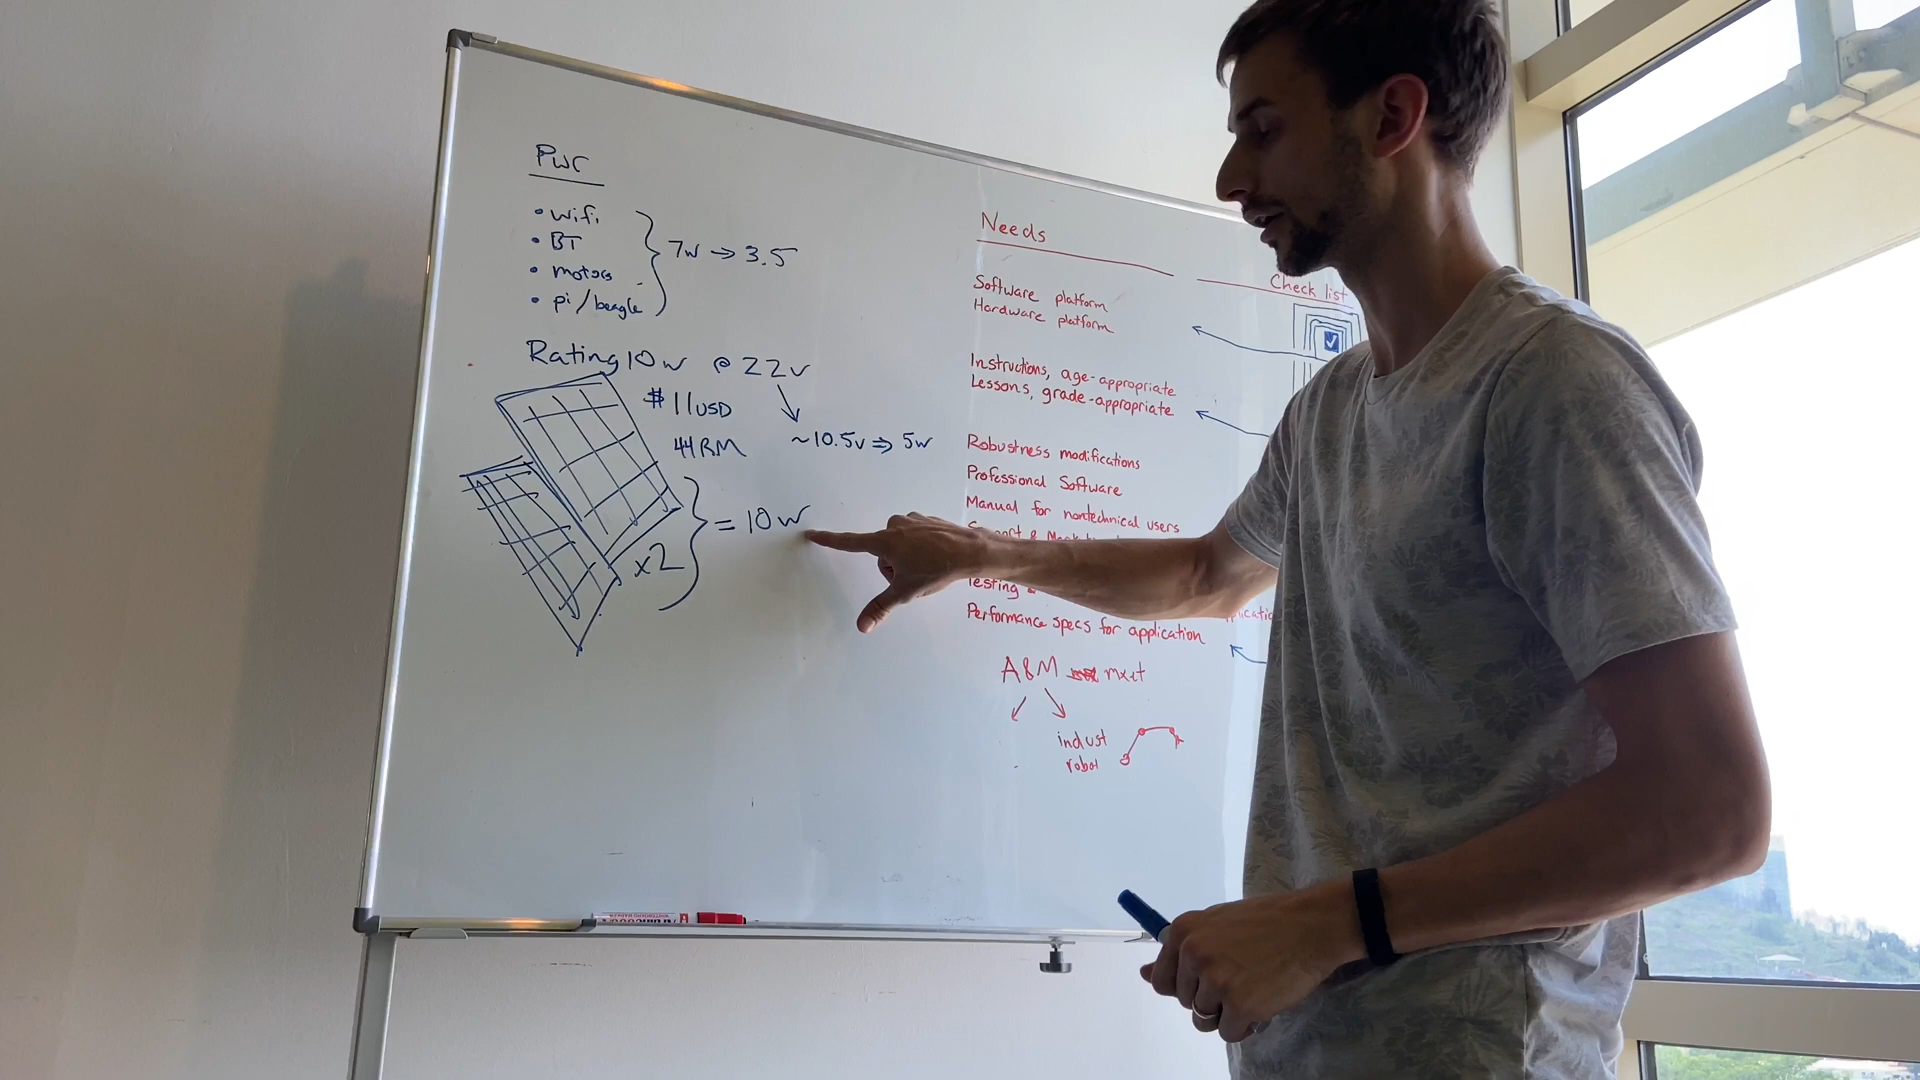 Pwr
• wifi
• BT
• motors
• pi/beagle
} 7w → 3.5
Rating 10w @ 22v
$11USD
44RM
~10.5v ⇒ 5w
x2 } = 10w
Needs
Software platform
Hardware platform
Instructions, age-appropriate
Lessons, grade-appropriate
Robustness modifications
Professional Software
Manual for nontechnical users
Testing
Performance specs for application
mxit
indust
robot
Check list